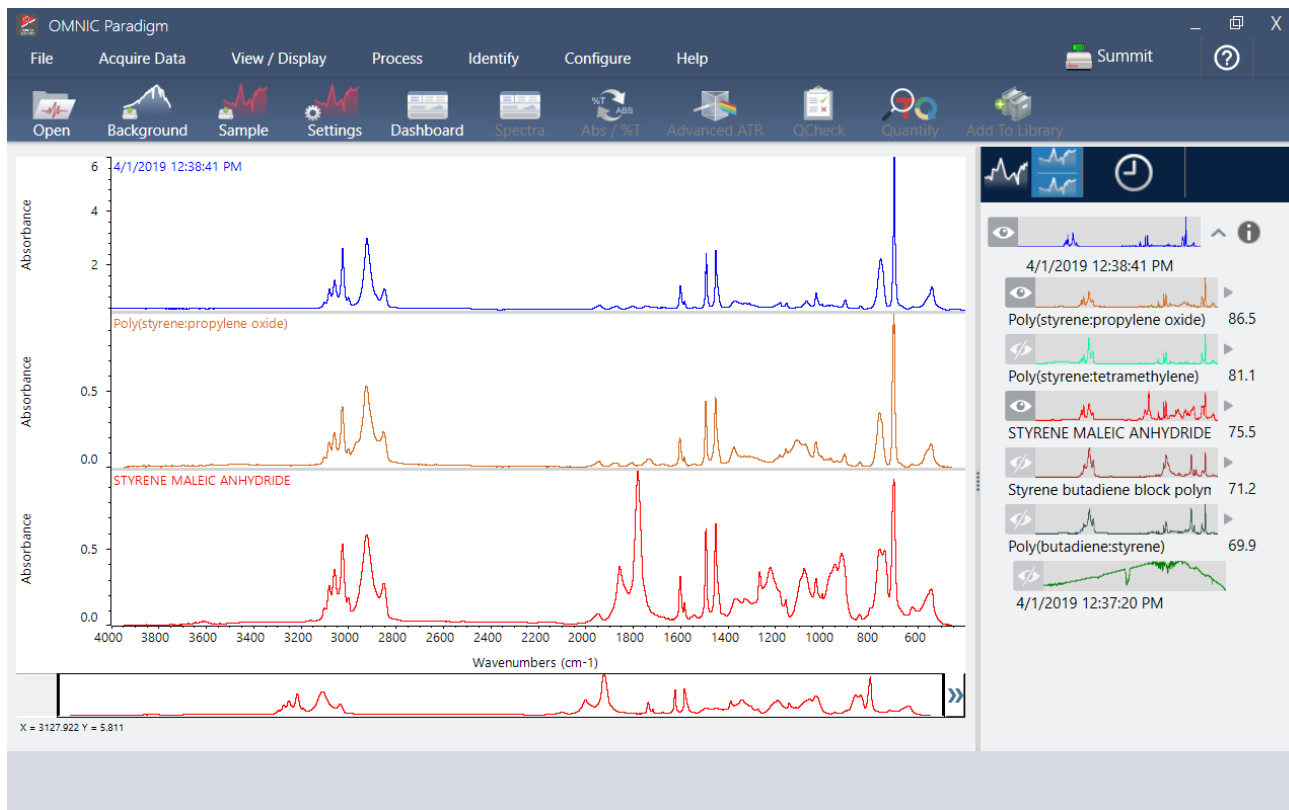 OMNIC Paradigm
_ X
File Acquire Data View / Display Process Identify Configure Help Summit ?
%T ABS
Open Background Sample Settings Dashboard Spectra Abs / %T Advanced ATR QCheck Quantify Add To Library
6 4/1/2019 12:38:41 PM
4
2
Absorbance
Poly(styrene:propylene oxide)
0.5
0.0
Absorbance
STYRENE MALEIC ANHYDRIDE
0.5
0.0
Absorbance
4000 3800 3600 3400 3200 3000 2800 2600 2400 2200 2000 1800 1600 1400 1200 1000 800 600
Wavenumbers (cm-1)
X = 3127.922 Y = 5.811
i
4/1/2019 12:38:41 PM
Poly(styrene:propylene oxide) 86.5
Poly(styrene:tetramethylene) 81.1
STYRENE MALEIC ANHYDRIDE 75.5
Styrene butadiene block polyn 71.2
Poly(butadiene:styrene) 69.9
4/1/2019 12:37:20 PM